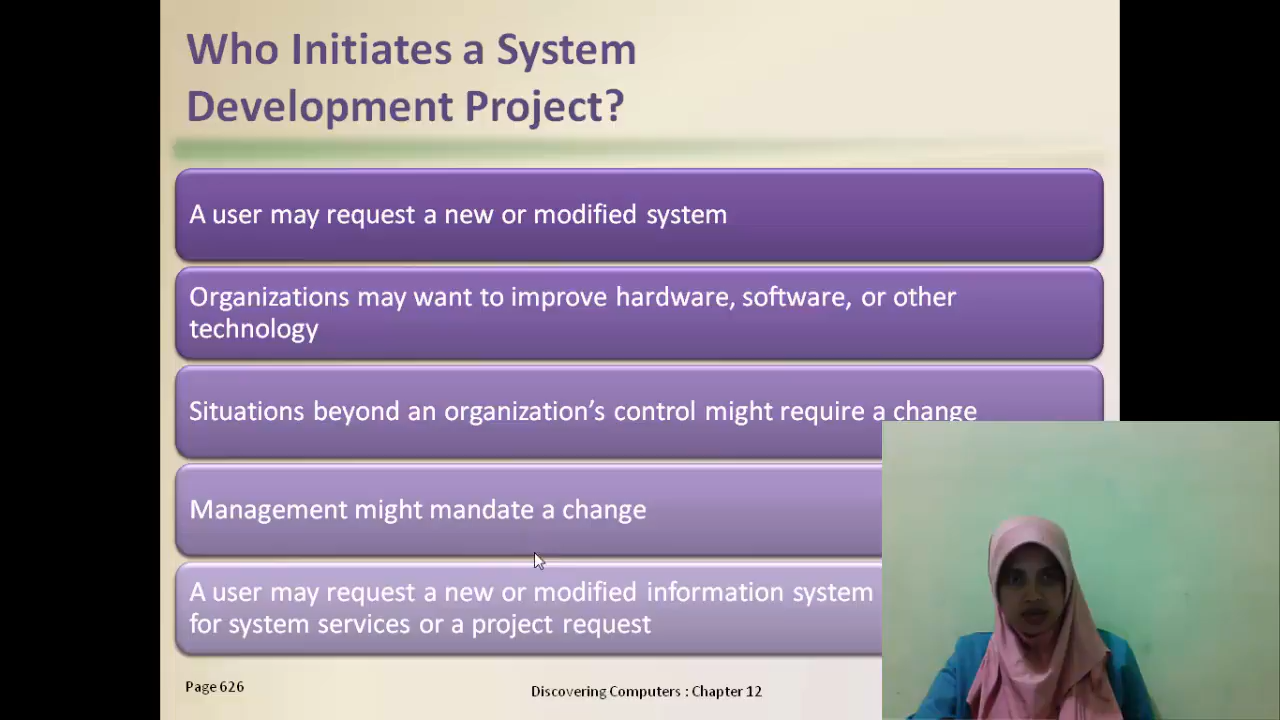 Who Initiates a System
Development Project?
A user may request a new or modified system
Organizations may want to improve hardware, software, or other
technology
Situations beyond an organization’s control might require a change
Management might mandate a change
A user may request a new or modified information system
for system services or a project request
Page 626
Discovering Computers : Chapter 12